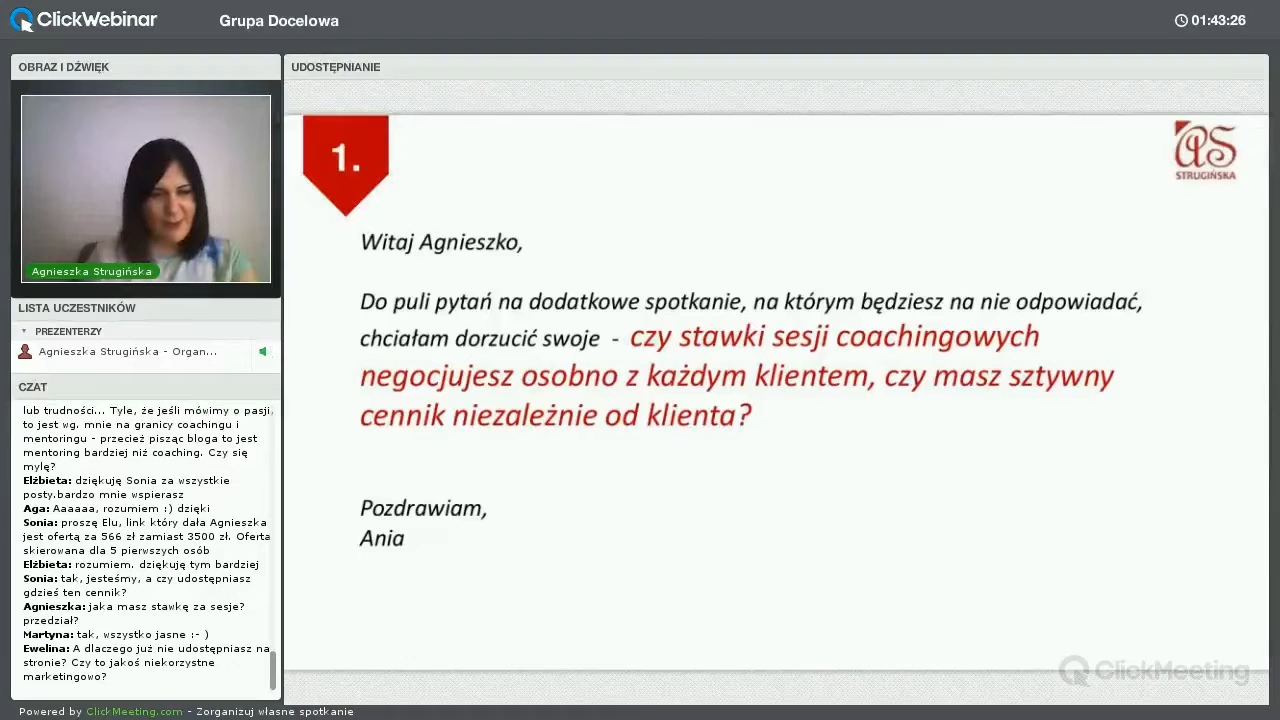 ClickWebinar
Grupa Docelowa
01:43:26
OBRAZ I DŹWIĘK
Agnieszka Strugińska
LISTA UCZESTNIKÓW
PREZENTERZY
Agnieszka Strugińska - Organ...
CZAT
lub trudności... Tyle, że jeśli mówimy o pasji,
to jest wg. mnie na granicy coachingu i
mentoringu - przecież pisząc bloga to jest
mentoring bardziej niż coaching. Czy się
mylę?
Elżbieta: dziękuję Sonia za wszystkie
posty.bardzo mnie wspierasz
Aga: Aaaaaa, rozumiem :) dzięki
Sonia: proszę Elu, link który dała Agnieszka
jest ofertą za 566 zł zamiast 3500 zł. Oferta
skierowana dla 5 pierwszych osób
Elżbieta: rozumiem. dziękuję tym bardziej
Sonia: tak, jesteśmy, a czy udostępniasz
gdzieś ten cennik?
Agnieszka: jaka masz stawkę za sesje?
przedział?
Martyna: tak, wszystko jasne :- )
Ewelina: A dlaczego już nie udostępniasz na
stronie? Czy to jakoś niekorzystne
marketingowo?
UDOSTĘPNIANIE
1.
aS
STRUGIŃSKA
Witaj Agnieszko,
Do puli pytań na dodatkowe spotkanie, na którym będziesz na nie odpowiadać,
chciałam dorzucić swoje - czy stawki sesji coachingowych
negocjujesz osobno z każdym klientem, czy masz sztywny
cennik niezależnie od klienta?
Pozdrawiam,
Ania
ClickMeeting
Powered by ClickMeeting.com - Zorganizuj własne spotkanie